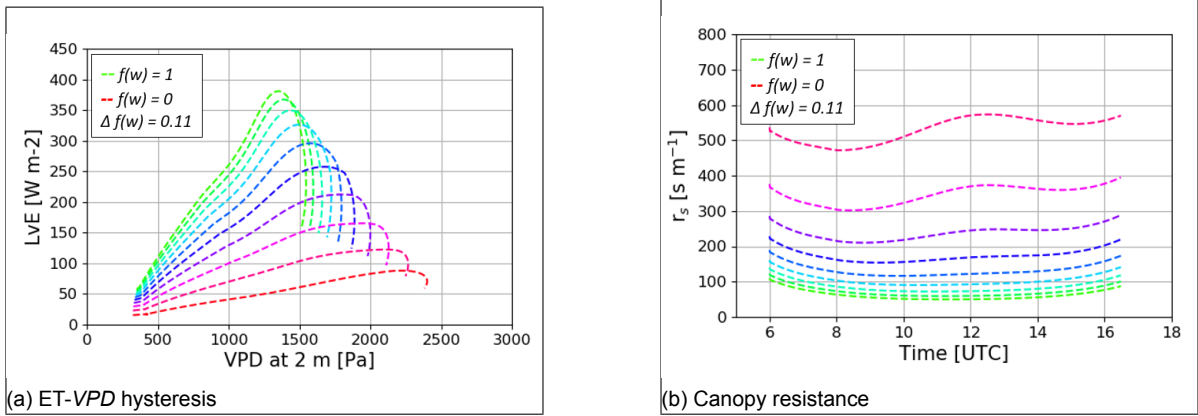 450
400
350
300
250
200
150
100
50
0
LvE [W m-2]
f(w) = 1
f(w) = 0
Δ f(w) = 0.11
0 500 1000 1500 2000 2500 3000
VPD at 2 m [Pa]
(a) ET-VPD hysteresis
800
700
600
500
400
300
200
100
0
r_s [s m⁻¹]
f(w) = 1
f(w) = 0
Δ f(w) = 0.11
6 8 10 12 14 16 18
Time [UTC]
(b) Canopy resistance